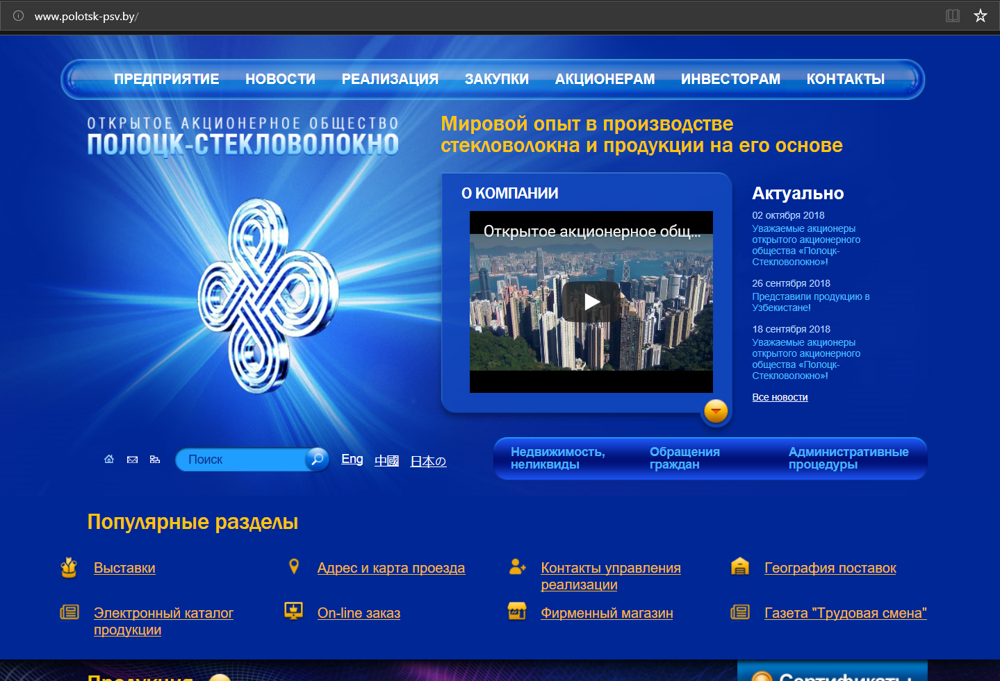 www.polotsk-psv.by/
ПРЕДПРИЯТИЕ НОВОСТИ РЕАЛИЗАЦИЯ ЗАКУПКИ АКЦИОНЕРАМ ИНВЕСТОРАМ КОНТАКТЫ
ОТКРЫТОЕ АКЦИОНЕРНОЕ ОБЩЕСТВО
ПОЛОЦК-СТЕКЛОВОЛОКНО
Мировой опыт в производстве
стекловолокна и продукции на его основе
О КОМПАНИИ
Открытое акционерное общ...
Актуально
02 октября 2018
Уважаемые акционеры
открытого акционерного
общества «Полоцк-
Стекловолокно»!
26 сентября 2018
Представили продукцию в
Узбекистане!
18 сентября 2018
Уважаемые акционеры
открытого акционерного
общества «Полоцк-
Стекловолокно»!
Все новости
Поиск
Eng 中國 日本の
Недвижимость,
неликвиды
Обращения
граждан
Административные
процедуры
Популярные разделы
Выставки
Адрес и карта проезда
Контакты управления
реализации
География поставок
Электронный каталог
продукции
On-line заказ
Фирменный магазин
Газета "Трудовая смена"
Продукция
Сертификаты